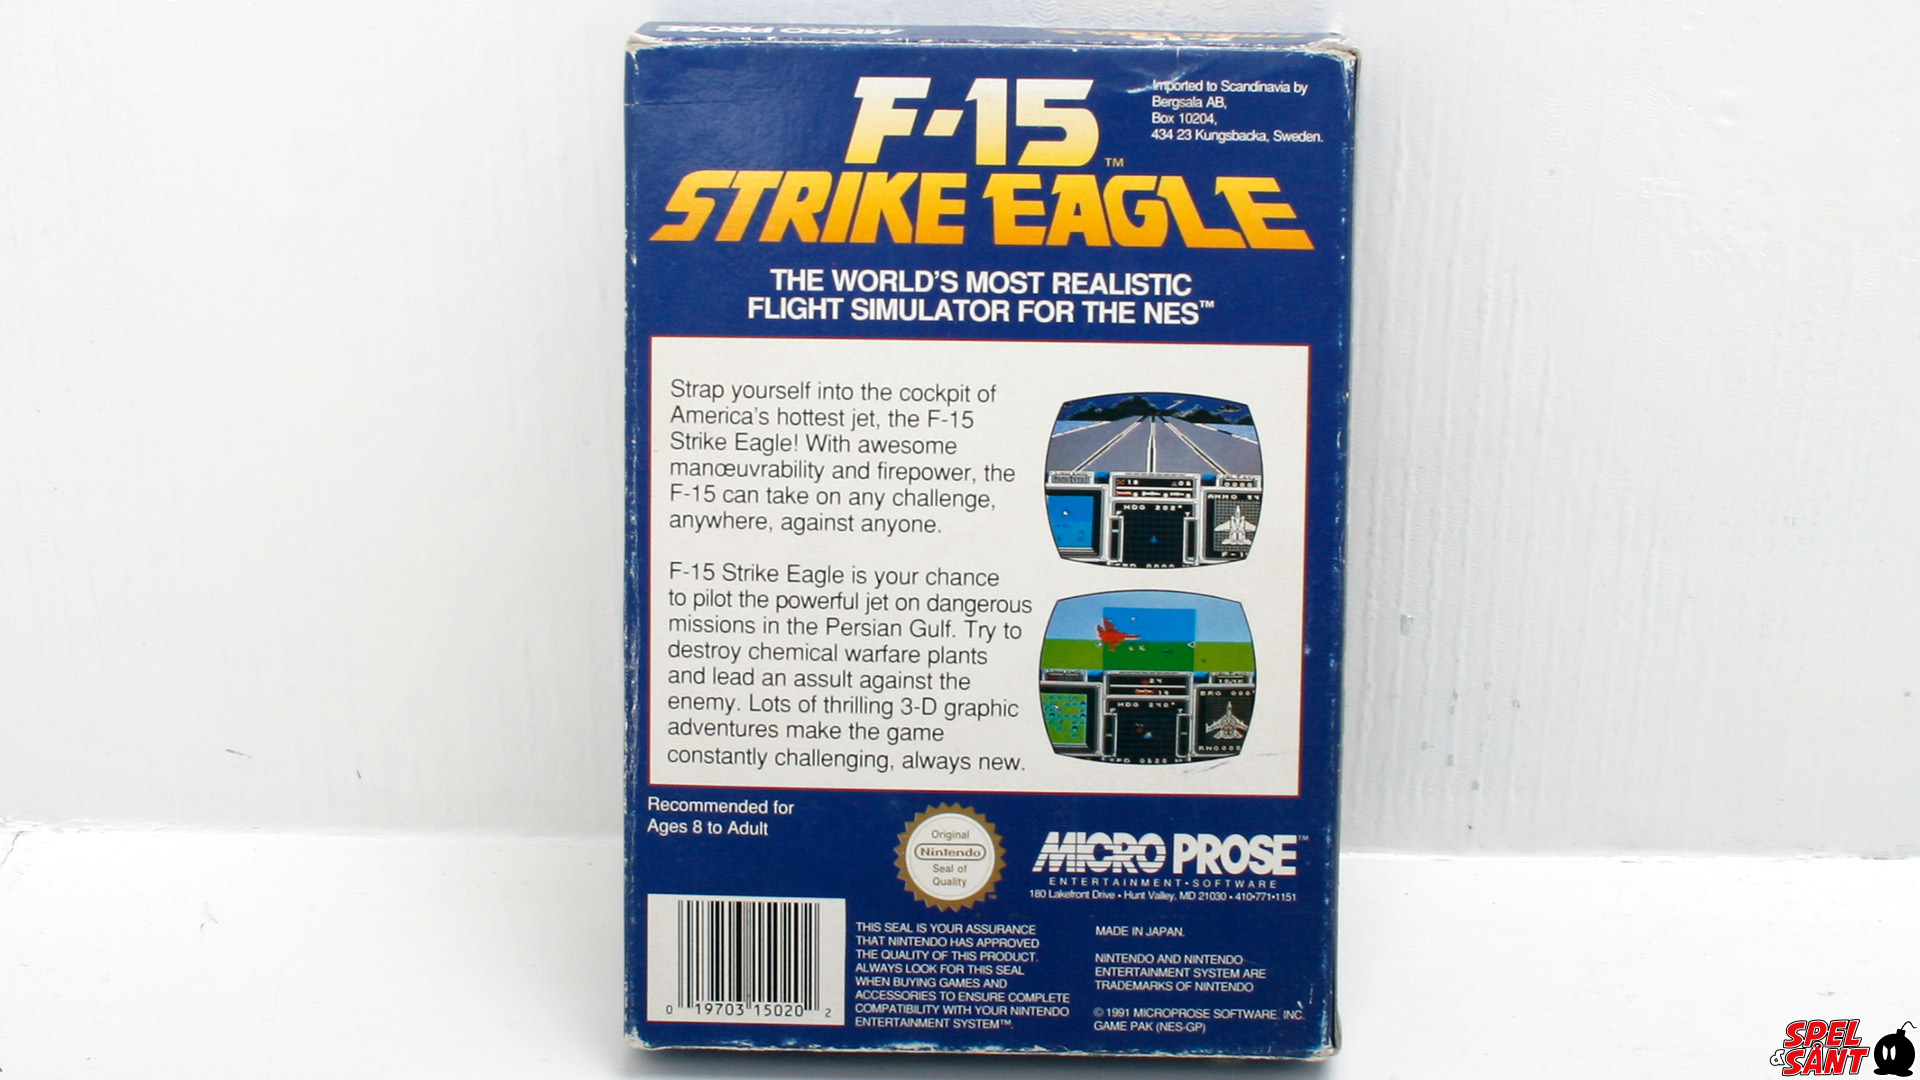 MICRO PROSE
F-15
STRIKE EAGLE™
Imported to Scandinavia by
Bergsala AB,
Box 10204,
434 23 Kungsbacka, Sweden.
THE WORLD'S MOST REALISTIC
FLIGHT SIMULATOR FOR THE NES™
Strap yourself into the cockpit of
America's hottest jet, the F-15
Strike Eagle! With awesome
manœuvrability and firepower, the
F-15 can take on any challenge,
anywhere, against anyone.
F-15 Strike Eagle is your chance
to pilot the powerful jet on dangerous
missions in the Persian Gulf. Try to
destroy chemical warfare plants
and lead an assult against the
enemy. Lots of thrilling 3-D graphic
adventures make the game
constantly challenging, always new.
HDG 202°
HDG 240°
Recommended for
Ages 8 to Adult
Original
Nintendo
Seal of
Quality
MICRO PROSE™
ENTERTAINMENT • SOFTWARE
180 Lakefront Drive • Hunt Valley, MD 21030 • 410•771•1151
0 19703 15020 2
THIS SEAL IS YOUR ASSURANCE
THAT NINTENDO HAS APPROVED
THE QUALITY OF THIS PRODUCT.
ALWAYS LOOK FOR THIS SEAL
WHEN BUYING GAMES AND
ACCESSORIES TO ENSURE COMPLETE
COMPATIBILITY WITH YOUR NINTENDO
ENTERTAINMENT SYSTEM™.
MADE IN JAPAN.
NINTENDO AND NINTENDO
ENTERTAINMENT SYSTEM ARE
TRADEMARKS OF NINTENDO
© 1991 MICROPROSE SOFTWARE, INC.
GAME PAK (NES-GP)
SPEL
& SÅNT